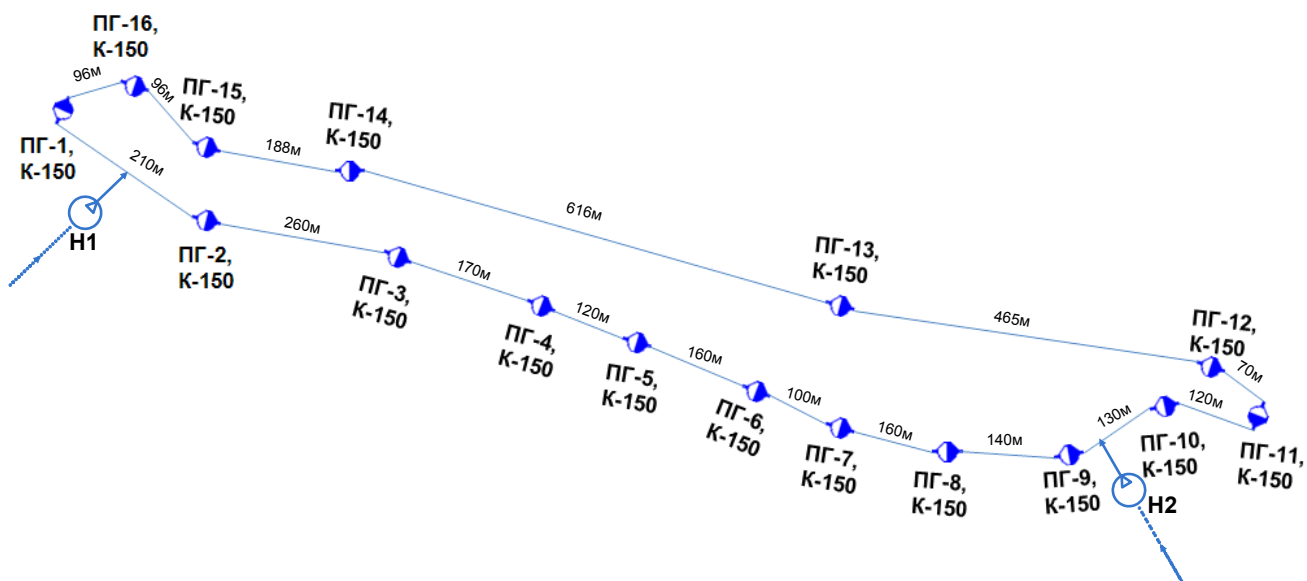 ПГ-16,
К-150
96м
96м
ПГ-15,
К-150
ПГ-14,
К-150
188м
ПГ-1,
К-150
210м
616м
Н1
260м
ПГ-2,
К-150
ПГ-13,
К-150
170м
ПГ-3,
К-150
120м
465м
ПГ-12,
К-150
ПГ-4,
К-150
160м
70м
ПГ-5,
К-150
100м
120м
130м
ПГ-6,
К-150
160м
140м
ПГ-10,
К-150
ПГ-11,
К-150
ПГ-7,
К-150
ПГ-8,
К-150
ПГ-9,
К-150
Н2